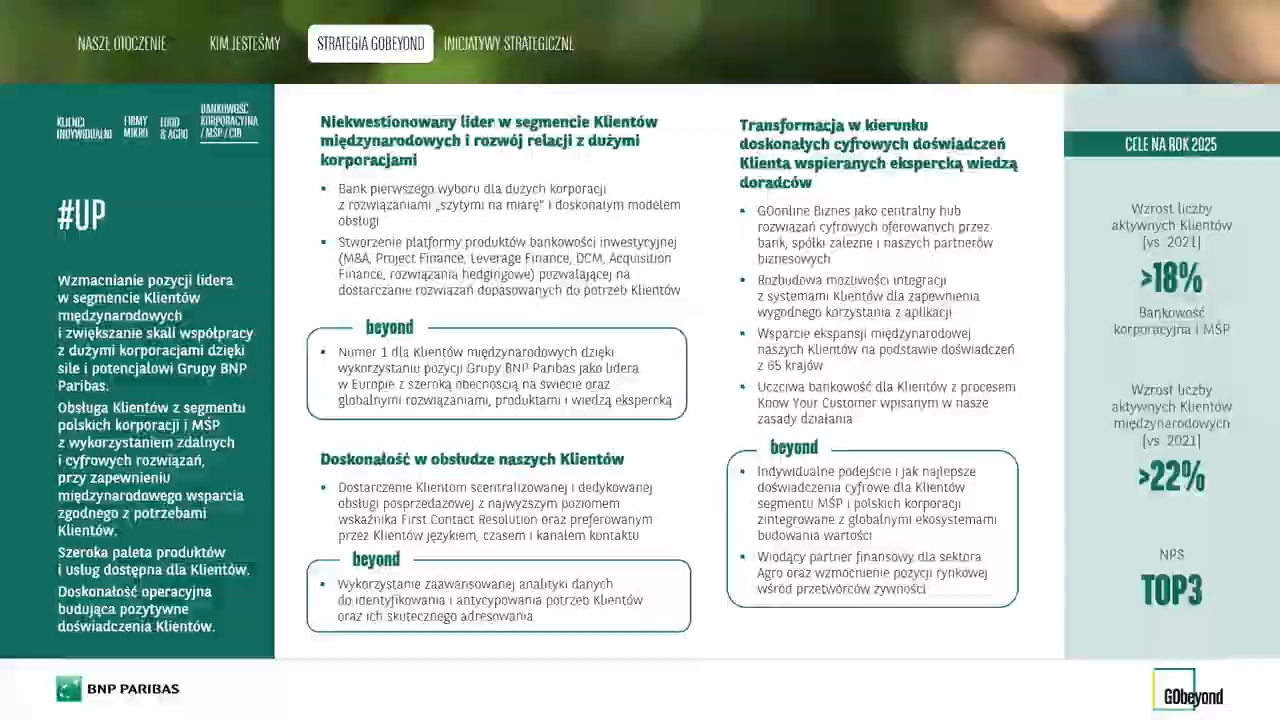 NASZE OTOCZENIE
KIM JESTEŚMY
STRATEGIA GOBEYOND
INICJATYWY STRATEGICZNE
KLIENCI
INDYWIDUALNI
FIRMY
MIKRO
FOOD
& AGRO
BANKOWOŚĆ
KORPORACYJNA
/ MŚP / CIB
#UP
Wzmacnianie pozycji lidera
w segmencie Klientów
międzynarodowych
i zwiększanie skali współpracy
z dużymi korporacjami dzięki
sile i potencjałowi Grupy BNP
Paribas.
Obsługa Klientów z segmentu
polskich korporacji i MŚP
z wykorzystaniem zdalnych
i cyfrowych rozwiązań,
przy zapewnieniu
międzynarodowego wsparcia
zgodnego z potrzebami
Klientów.
Szeroka paleta produktów
i usług dostępna dla Klientów.
Doskonałość operacyjna
budująca pozytywne
doświadczenia Klientów.
Niekwestionowany lider w segmencie Klientów
międzynarodowych i rozwój relacji z dużymi
korporacjami
• Bank pierwszego wyboru dla dużych korporacji
z rozwiązaniami „szytymi na miarę” i doskonałym modelem
obsługi
• Stworzenie platformy produktów bankowości inwestycyjnej
(M&A, Project Finance, Leverage Finance, DCM, Acquisition
Finance, rozwiązania hedgingowe) pozwalającej na
dostarczanie rozwiązań dopasowanych do potrzeb Klientów
beyond
• Numer 1 dla Klientów międzynarodowych dzięki
wykorzystaniu pozycji Grupy BNP Paribas jako lidera
w Europie z szeroką obecnością na świecie oraz
globalnymi rozwiązaniami, produktami i wiedzą ekspercką
Doskonałość w obsłudze naszych Klientów
• Dostarczenie Klientom scentralizowanej i dedykowanej
obsługi posprzedażowej z najwyższym poziomem
wskaźnika First Contact Resolution oraz preferowanym
przez Klientów językiem, czasem i kanałem kontaktu
beyond
• Wykorzystanie zaawansowanej analityki danych
do identyfikowania i antycypowania potrzeb Klientów
oraz ich skutecznego adresowania
Transformacja w kierunku
doskonałych cyfrowych doświadczeń
Klienta wspieranych ekspercką wiedzą
doradców
• GOonline Biznes jako centralny hub
rozwiązań cyfrowych oferowanych przez
bank, spółki zależne i naszych partnerów
biznesowych
• Rozbudowa możliwości integracji
z systemami Klientów dla zapewnienia
wygodnego korzystania z aplikacji
• Wsparcie ekspansji międzynarodowej
naszych Klientów na podstawie doświadczeń
z 65 krajów
• Uczciwa bankowość dla Klientów z procesem
Know Your Customer wpisanym w nasze
zasady działania
beyond
• Indywidualne podejście i jak najlepsze
doświadczenia cyfrowe dla Klientów
segmentu MŚP i polskich korporacji
zintegrowane z globalnymi ekosystemami
budowania wartości
• Wiodący partner finansowy dla sektora
Agro oraz wzmocnienie pozycji rynkowej
wśród przetwórców żywności
CELE NA ROK 2025
Wzrost liczby
aktywnych Klientów
[vs 2021]
>18%
Bankowość
korporacyjna i MŚP
Wzrost liczby
aktywnych Klientów
międzynarodowych
[vs 2021]
>22%
NPS
TOP3
BNP PARIBAS
GObeyond